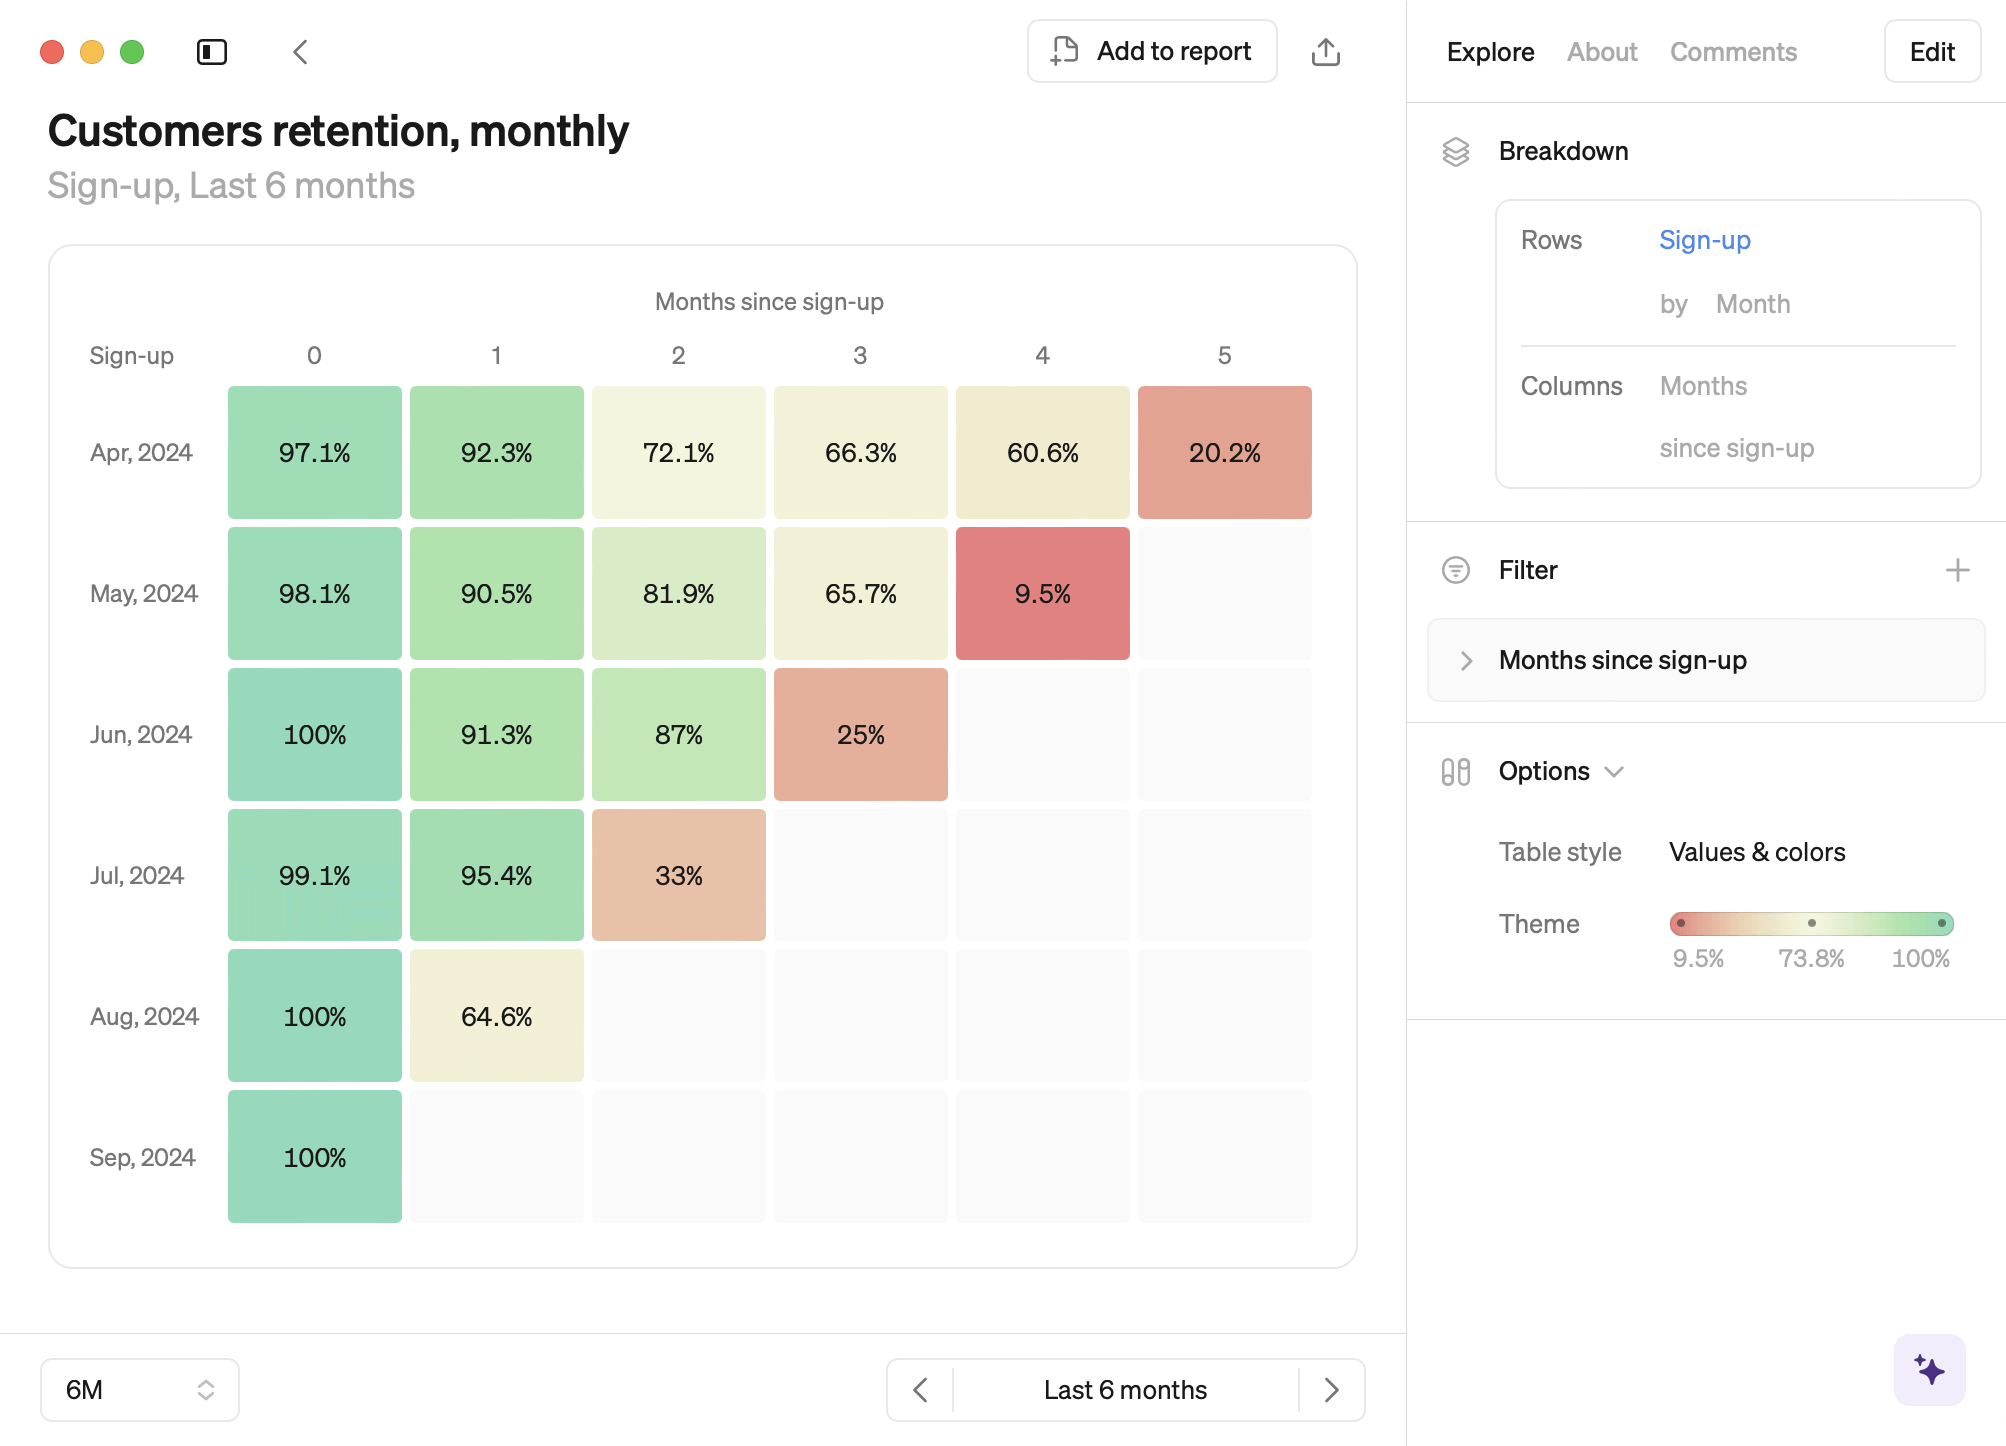 Add to report
Customers retention, monthly
Sign-up, Last 6 months
Months since sign-up
Sign-up 0 1 2 3 4 5
Apr, 2024 97.1% 92.3% 72.1% 66.3% 60.6% 20.2%
May, 2024 98.1% 90.5% 81.9% 65.7% 9.5%
Jun, 2024 100% 91.3% 87% 25%
Jul, 2024 99.1% 95.4% 33%
Aug, 2024 100% 64.6%
Sep, 2024 100%
6M
Last 6 months
Explore About Comments Edit
Breakdown
Rows Sign-up
by Month
Columns Months
since sign-up
Filter
Months since sign-up
Options
Table style Values & colors
Theme
9.5% 73.8% 100%